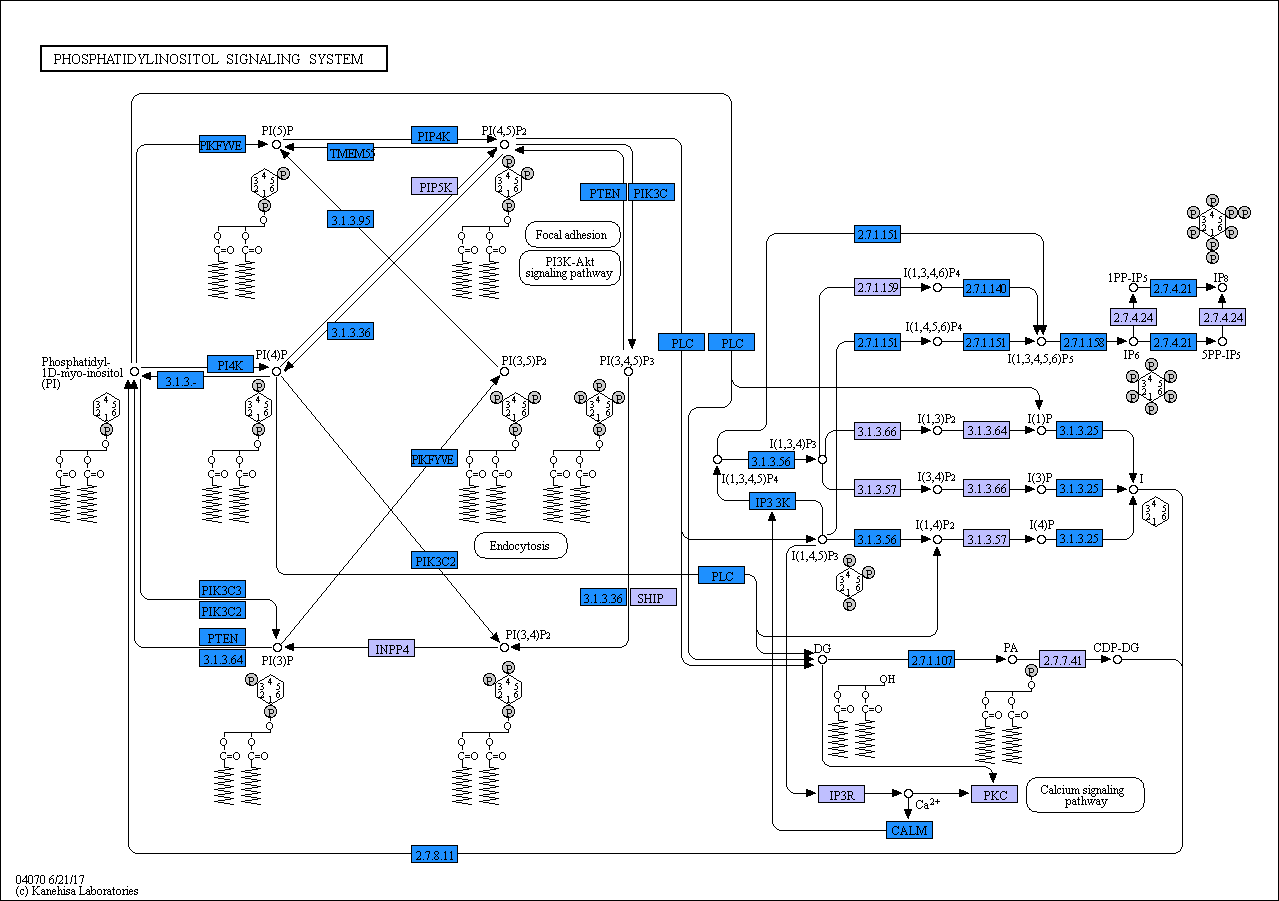 PHOSPHATIDYLINOSITOL SIGNALING SYSTEM
PI(5)P
PI(4,5)P2
PIKFYVE
PIP4K
TMEM55
PIP5K
PTEN
PIK3C
3.1.3.95
Focal adhesion
PI3K-Akt
signaling pathway
2.7.1.151
I(1,3,4,6)P4
2.7.1.159
2.7.1.140
1PP-IP5
2.7.4.21
IP8
2.7.4.24
2.7.4.24
I(1,4,5,6)P4
2.7.1.151
2.7.1.151
2.7.1.158
2.7.4.21
I(1,3,4,5,6)P5
IP6
5PP-IP5
3.1.3.36
PLC
PLC
Phosphatidyl-
1D-myo-inositol
(PI)
PI4K
3.1.3.-
PI(4)P
PI(3,5)P2
PI(3,4,5)P3
I(1,3)P2
I(1)P
3.1.3.66
3.1.3.64
3.1.3.25
I(1,3,4)P3
3.1.3.56
I(1,3,4,5)P4
I(3,4)P2
I(3)P
I
3.1.3.57
3.1.3.66
3.1.3.25
IP3 3K
I(1,4)P2
I(4)P
3.1.3.56
3.1.3.57
3.1.3.25
I(1,4,5)P3
PIKFYVE
Endocytosis
PIK3C2
PLC
PIK3C3
PIK3C2
3.1.3.36
SHIP
PTEN
3.1.3.64
PI(3)P
INPP4
PI(3,4)P2
DG
2.7.1.107
PA
2.7.7.41
CDP-DG
OH
IP3R
Ca2+
PKC
Calcium signaling
pathway
CALM
2.7.8.11
04070 6/21/17
(c) Kanehisa Laboratories